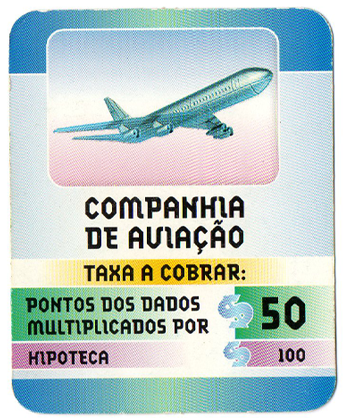 COMPANHIA
DE AVIAÇÃO
TAXA A COBRAR:
PONTOS DOS DADOS
MULTIPLICADOS POR
50
HIPOTECA 100